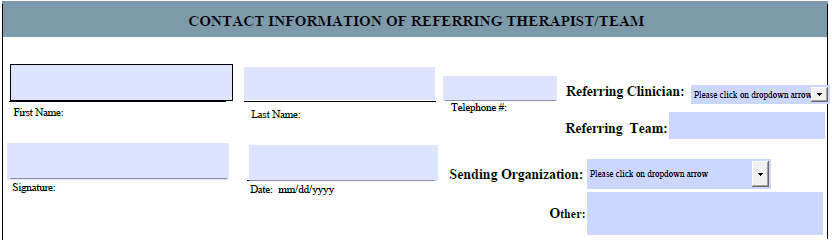 CONTACT INFORMATION OF REFERRING THERAPIST/TEAM
First Name:
Last Name:
Telephone #:
Referring Clinician: Please click on dropdown arrow
Referring Team:
Signature:
Date: mm/dd/yyyy
Sending Organization: Please click on dropdown arrow
Other: